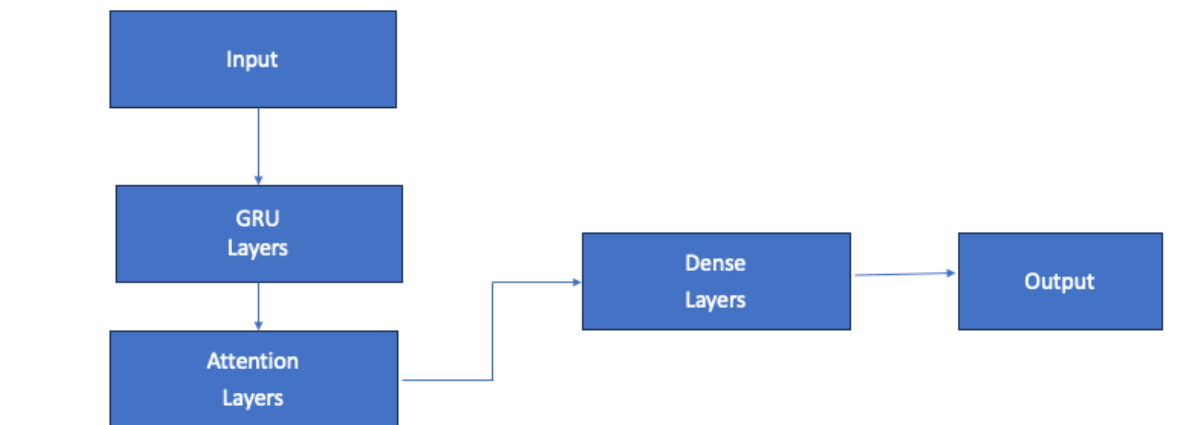 Input
GRU
Layers
Attention
Layers
Dense
Layers
Output